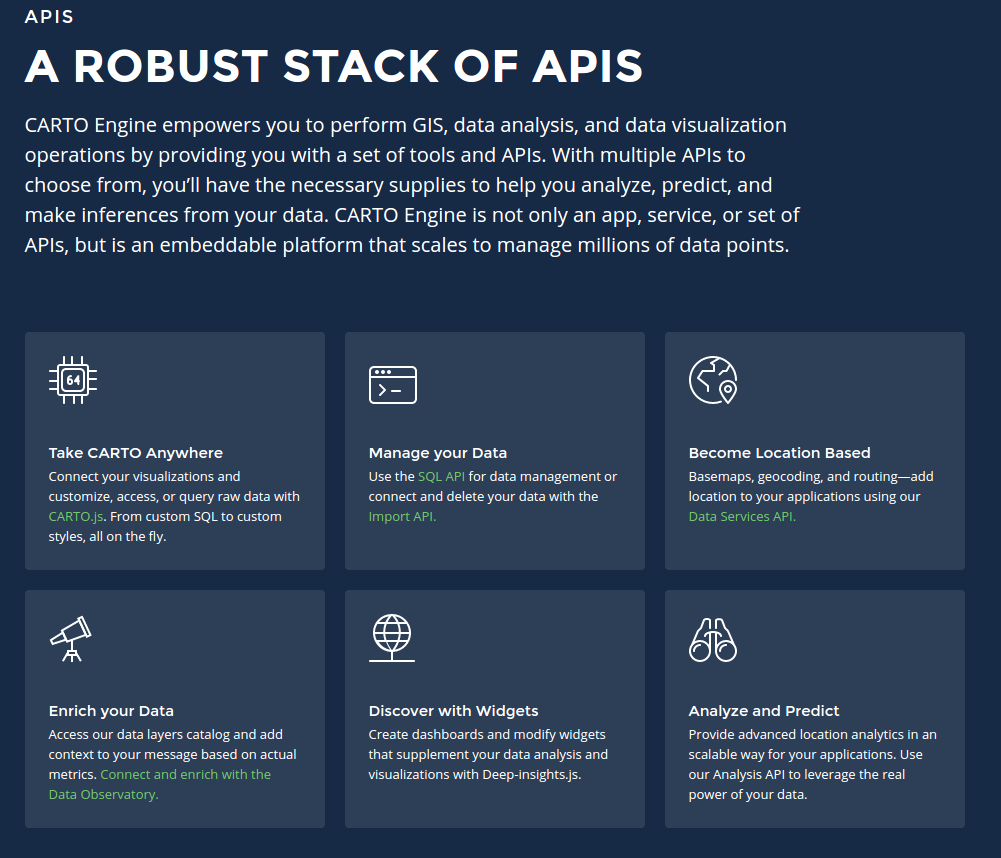 APIS
A ROBUST STACK OF APIS
CARTO Engine empowers you to perform GIS, data analysis, and data visualization
operations by providing you with a set of tools and APIs. With multiple APIs to
choose from, you’ll have the necessary supplies to help you analyze, predict, and
make inferences from your data. CARTO Engine is not only an app, service, or set of
APIs, but is an embeddable platform that scales to manage millions of data points.
64
Take CARTO Anywhere
Connect your visualizations and
customize, access, or query raw data with
CARTO.js. From custom SQL to custom
styles, all on the fly.
Manage your Data
Use the SQL API for data management or
connect and delete your data with the
Import API.
Become Location Based
Basemaps, geocoding, and routing—add
location to your applications using our
Data Services API.
Enrich your Data
Access our data layers catalog and add
context to your message based on actual
metrics. Connect and enrich with the
Data Observatory.
Discover with Widgets
Create dashboards and modify widgets
that supplement your data analysis and
visualizations with Deep-insights.js.
Analyze and Predict
Provide advanced location analytics in an
scalable way for your applications. Use
our Analysis API to leverage the real
power of your data.